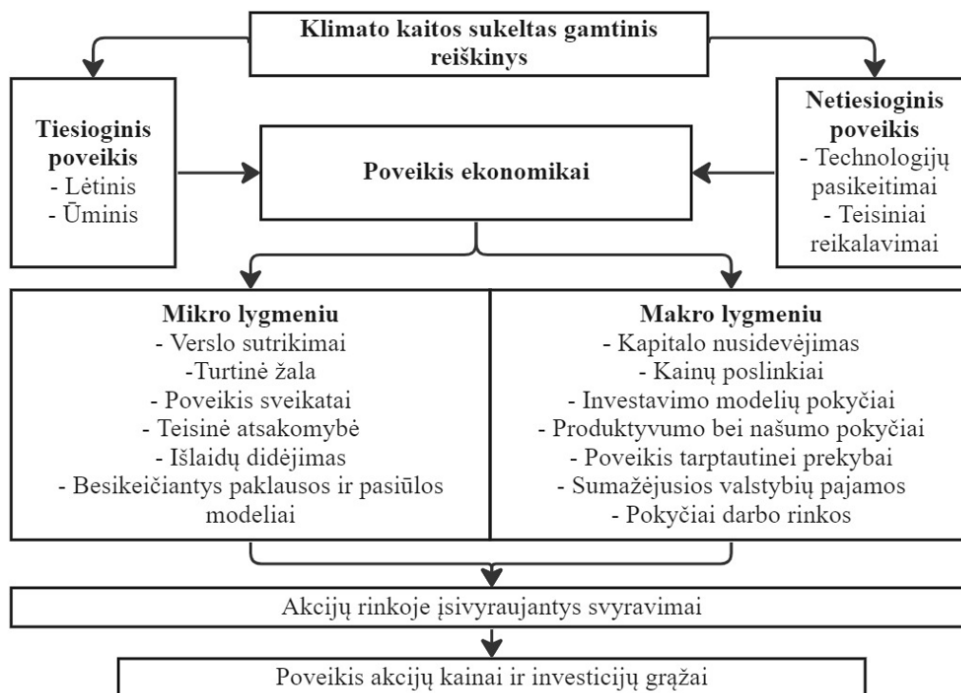 Klimato kaitos sukeltas gamtinis
reiškinys
Tiesioginis
poveikis
- Lėtinis
- Ūminis
Poveikis ekonomikai
Netiesioginis
poveikis
- Technologijų
pasikeitimai
- Teisiniai
reikalavimai
Mikro lygmeniu
- Verslo sutrikimai
-Turtinė žala
- Poveikis sveikatai
- Teisinė atsakomybė
- Išlaidų didėjimas
- Besikeičiantys paklausos ir pasiūlos
modeliai
Makro lygmeniu
- Kapitalo nusidevėjimas
- Kainų poslinkiai
- Investavimo modelių pokyčiai
- Produktyvumo bei našumo pokyčiai
- Poveikis tarptautinei prekybai
- Sumažėjusios valstybių pajamos
- Pokyčiai darbo rinkos
Akcijų rinkoje įsivyraujantys svyravimai
Poveikis akcijų kainai ir investicijų grąžai